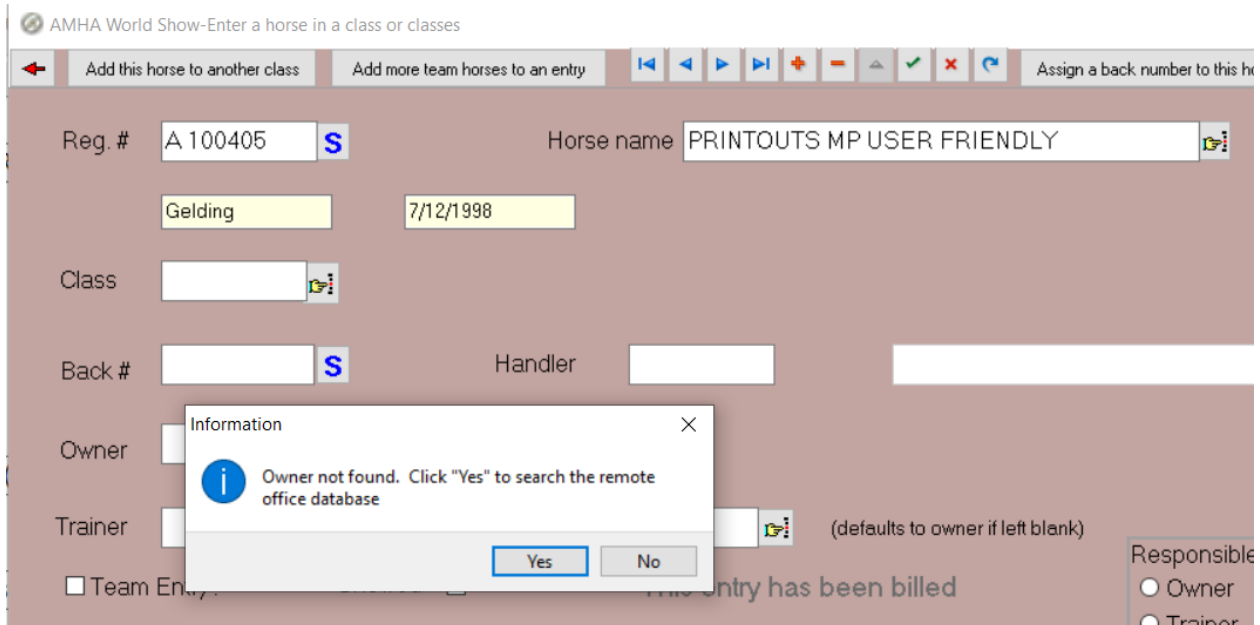 AMHA World Show-Enter a horse in a class or classes
Add this horse to another class Add more team horses to an entry Assign a back number to this ho
Reg. # A 100405 S Horse name PRINTOUTS MP USER FRIENDLY
Gelding 7/12/1998
Class
Back # S Handler
Information
Owner
Owner not found. Click "Yes" to search the remote
office database
Trainer (defaults to owner if left blank)
Yes No
Responsible
Team Entry? entry has been billed Owner
Trainer